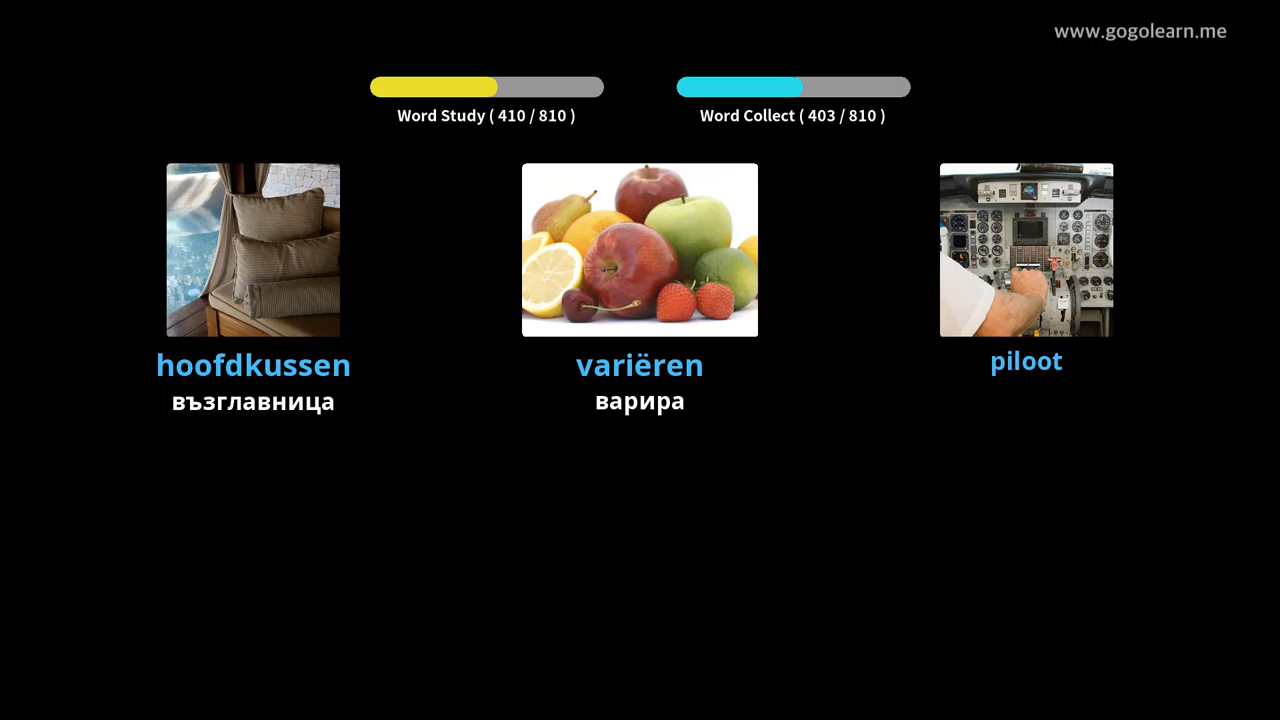 www.gogolearn.me
Word Study ( 410 / 810 )
Word Collect ( 403 / 810 )
hoofdkussen
възглавница
variëren
варира
piloot